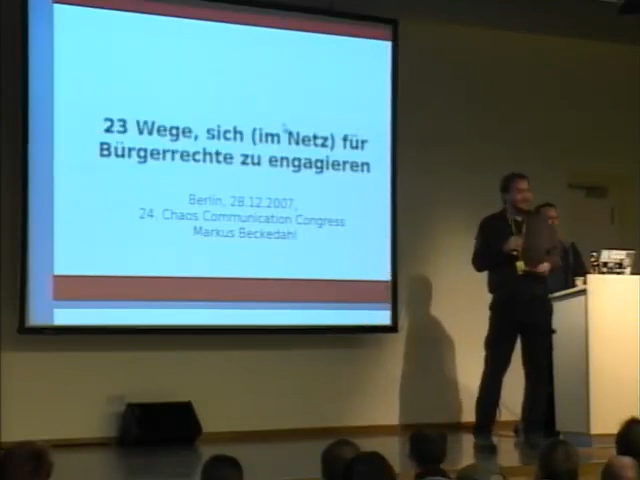 23 Wege, sich (im Netz) für
Bürgerrechte zu engagieren
Berlin, 28.12.2007,
24. Chaos Communication Congress
Markus Beckedahl